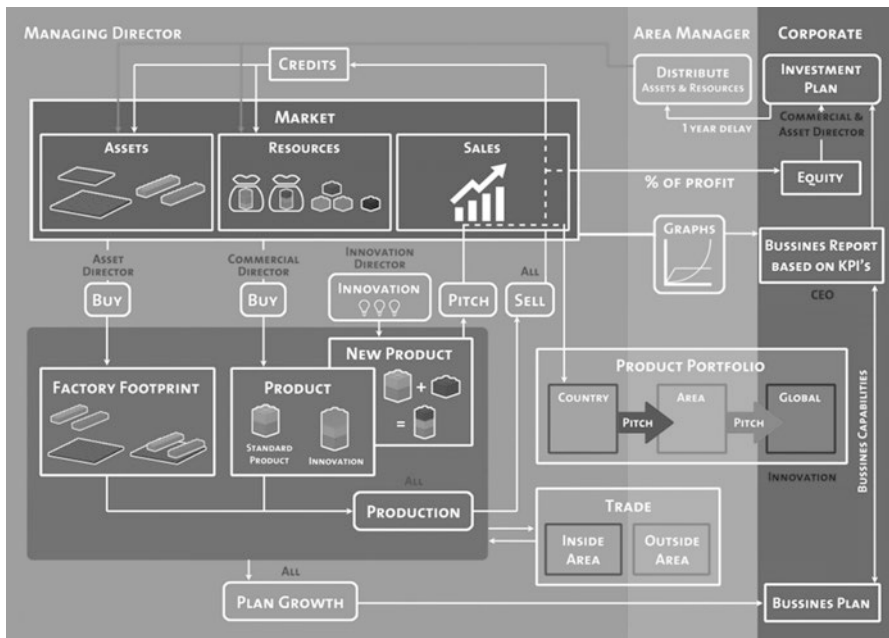 MANAGING DIRECTOR
AREA MANAGER
CORPORATE
CREDITS
DISTRIBUTE
ASSETS & RESOURCES
INVESTMENT
PLAN
MARKET
1 YEAR DELAY
COMMERCIAL &
ASSET DIRECTOR
ASSETS
RESOURCES
SALES
% OF PROFIT
EQUITY
GRAPHS
BUSSINES REPORT
BASED ON KPI'S
CEO
ASSET
DIRECTOR
COMMERCIAL
DIRECTOR
INNOVATION
DIRECTOR
ALL
BUY
BUY
INNOVATION
PITCH
SELL
NEW PRODUCT
+
=
FACTORY FOOTPRINT
PRODUCT
STANDARD
PRODUCT
INNOVATION
PRODUCT PORTFOLIO
COUNTRY
AREA
GLOBAL
PITCH
PITCH
INNOVATION
BUSSINES CAPABILITIES
ALL
PRODUCTION
TRADE
INSIDE
AREA
OUTSIDE
AREA
ALL
PLAN GROWTH
BUSSINES PLAN